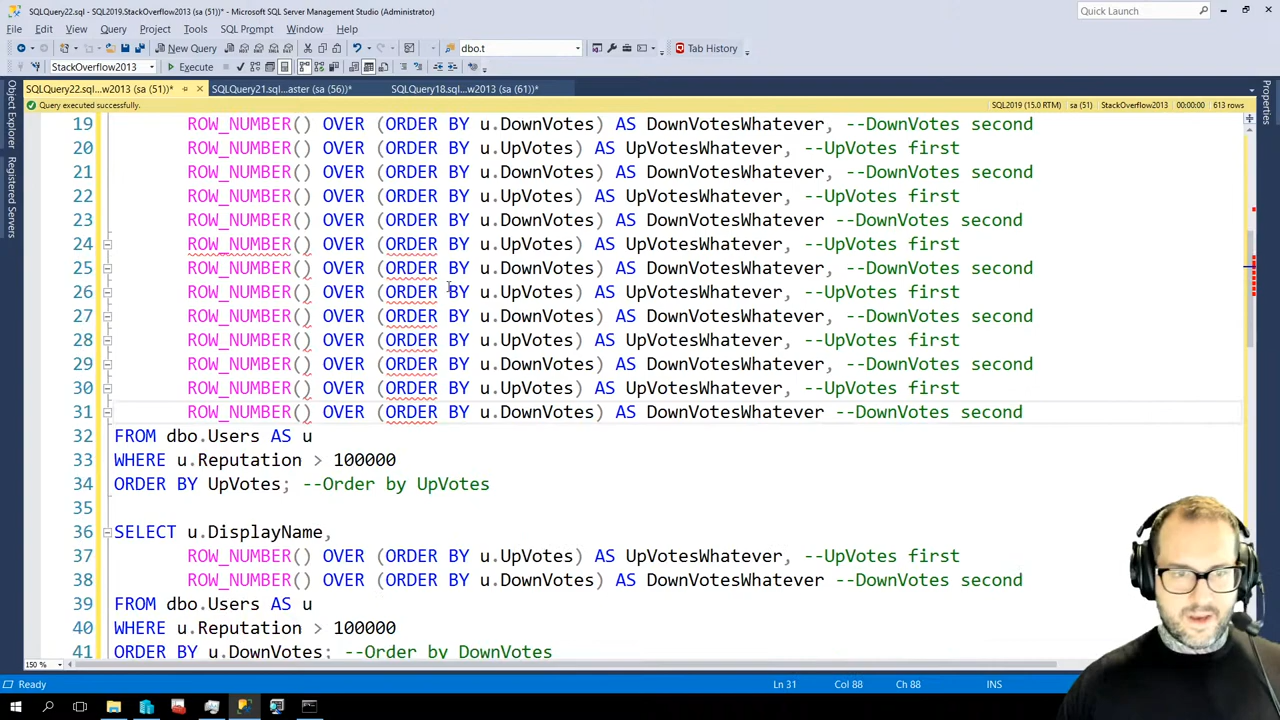 SQLQuery22.sql - SQL2019.StackOverflow2013 (sa (51))* - Microsoft SQL Server Management Studio (Administrator)
Quick Launch
File Edit View Query Project Tools SQL Prompt Window Help
New Query dbo.t Tab History
StackOverflow2013 Execute
SQLQuery22.sql...w2013 (sa (51))* SQLQuery21.sql...aster (sa (56))* SQLQuery18.sql...w2013 (sa (61))*
Query executed successfully. SQL2019 (15.0 RTM) sa (51) StackOverflow2013 00:00:00 613 rows
Object Explorer
Registered Servers
Properties
19 ROW_NUMBER() OVER (ORDER BY u.DownVotes) AS DownVotesWhatever, --DownVotes second
20 ROW_NUMBER() OVER (ORDER BY u.UpVotes) AS UpVotesWhatever, --UpVotes first
21 ROW_NUMBER() OVER (ORDER BY u.DownVotes) AS DownVotesWhatever, --DownVotes second
22 ROW_NUMBER() OVER (ORDER BY u.UpVotes) AS UpVotesWhatever, --UpVotes first
23 ROW_NUMBER() OVER (ORDER BY u.DownVotes) AS DownVotesWhatever --DownVotes second
24 ROW_NUMBER() OVER (ORDER BY u.UpVotes) AS UpVotesWhatever, --UpVotes first
25 ROW_NUMBER() OVER (ORDER BY u.DownVotes) AS DownVotesWhatever, --DownVotes second
26 ROW_NUMBER() OVER (ORDER BY u.UpVotes) AS UpVotesWhatever, --UpVotes first
27 ROW_NUMBER() OVER (ORDER BY u.DownVotes) AS DownVotesWhatever, --DownVotes second
28 ROW_NUMBER() OVER (ORDER BY u.UpVotes) AS UpVotesWhatever, --UpVotes first
29 ROW_NUMBER() OVER (ORDER BY u.DownVotes) AS DownVotesWhatever, --DownVotes second
30 ROW_NUMBER() OVER (ORDER BY u.UpVotes) AS UpVotesWhatever, --UpVotes first
31 ROW_NUMBER() OVER (ORDER BY u.DownVotes) AS DownVotesWhatever --DownVotes second
32 FROM dbo.Users AS u
33 WHERE u.Reputation > 100000
34 ORDER BY UpVotes; --Order by UpVotes
35
36 SELECT u.DisplayName,
37 ROW_NUMBER() OVER (ORDER BY u.UpVotes) AS UpVotesWhatever, --UpVotes first
38 ROW_NUMBER() OVER (ORDER BY u.DownVotes) AS DownVotesWhatever --DownVotes second
39 FROM dbo.Users AS u
40 WHERE u.Reputation > 100000
41 ORDER BY u.DownVotes; --Order by DownVotes
150 %
Ready Ln 31 Col 88 Ch 88 INS